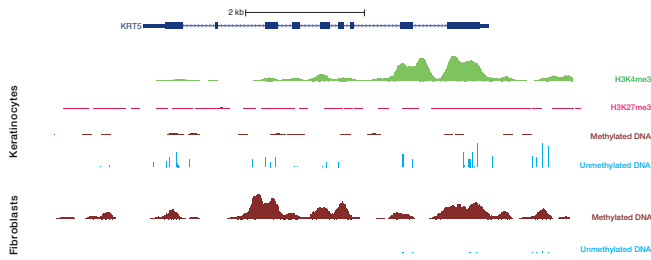 2 kb
KRT5
H3K4me3
H3K27me3
Methylated DNA
Unmethylated DNA
Keratinocytes
Methylated DNA
Unmethylated DNA
Fibroblasts